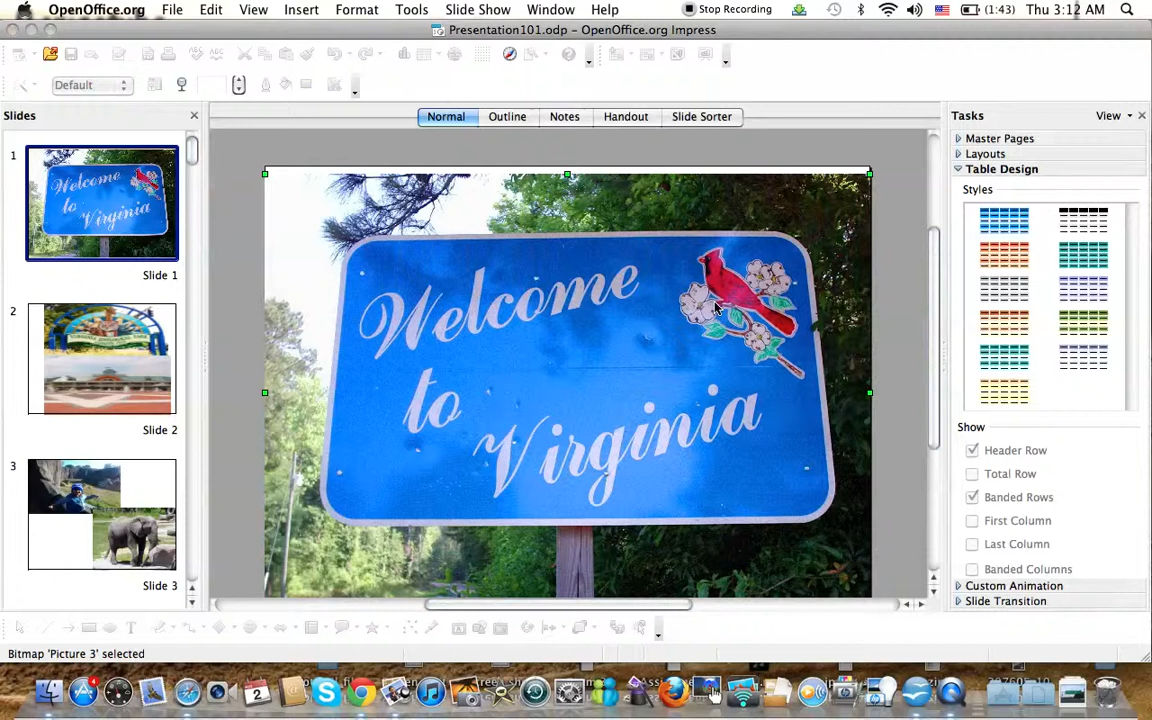 OpenOffice.org File Edit View Insert Format Tools Slide Show Window Help Stop Recording (1:43) Thu 3:12 AM
Presentation101.odp – OpenOffice.org Impress
Default
Slides
Normal Outline Notes Handout Slide Sorter
Tasks View
1
Slide 1
2
Slide 2
3
Slide 3
Welcome
to
Virginia
Master Pages
Layouts
Table Design
Styles
Show
Header Row
Total Row
Banded Rows
First Column
Last Column
Banded Columns
Custom Animation
Slide Transition
Bitmap 'Picture 3' selected